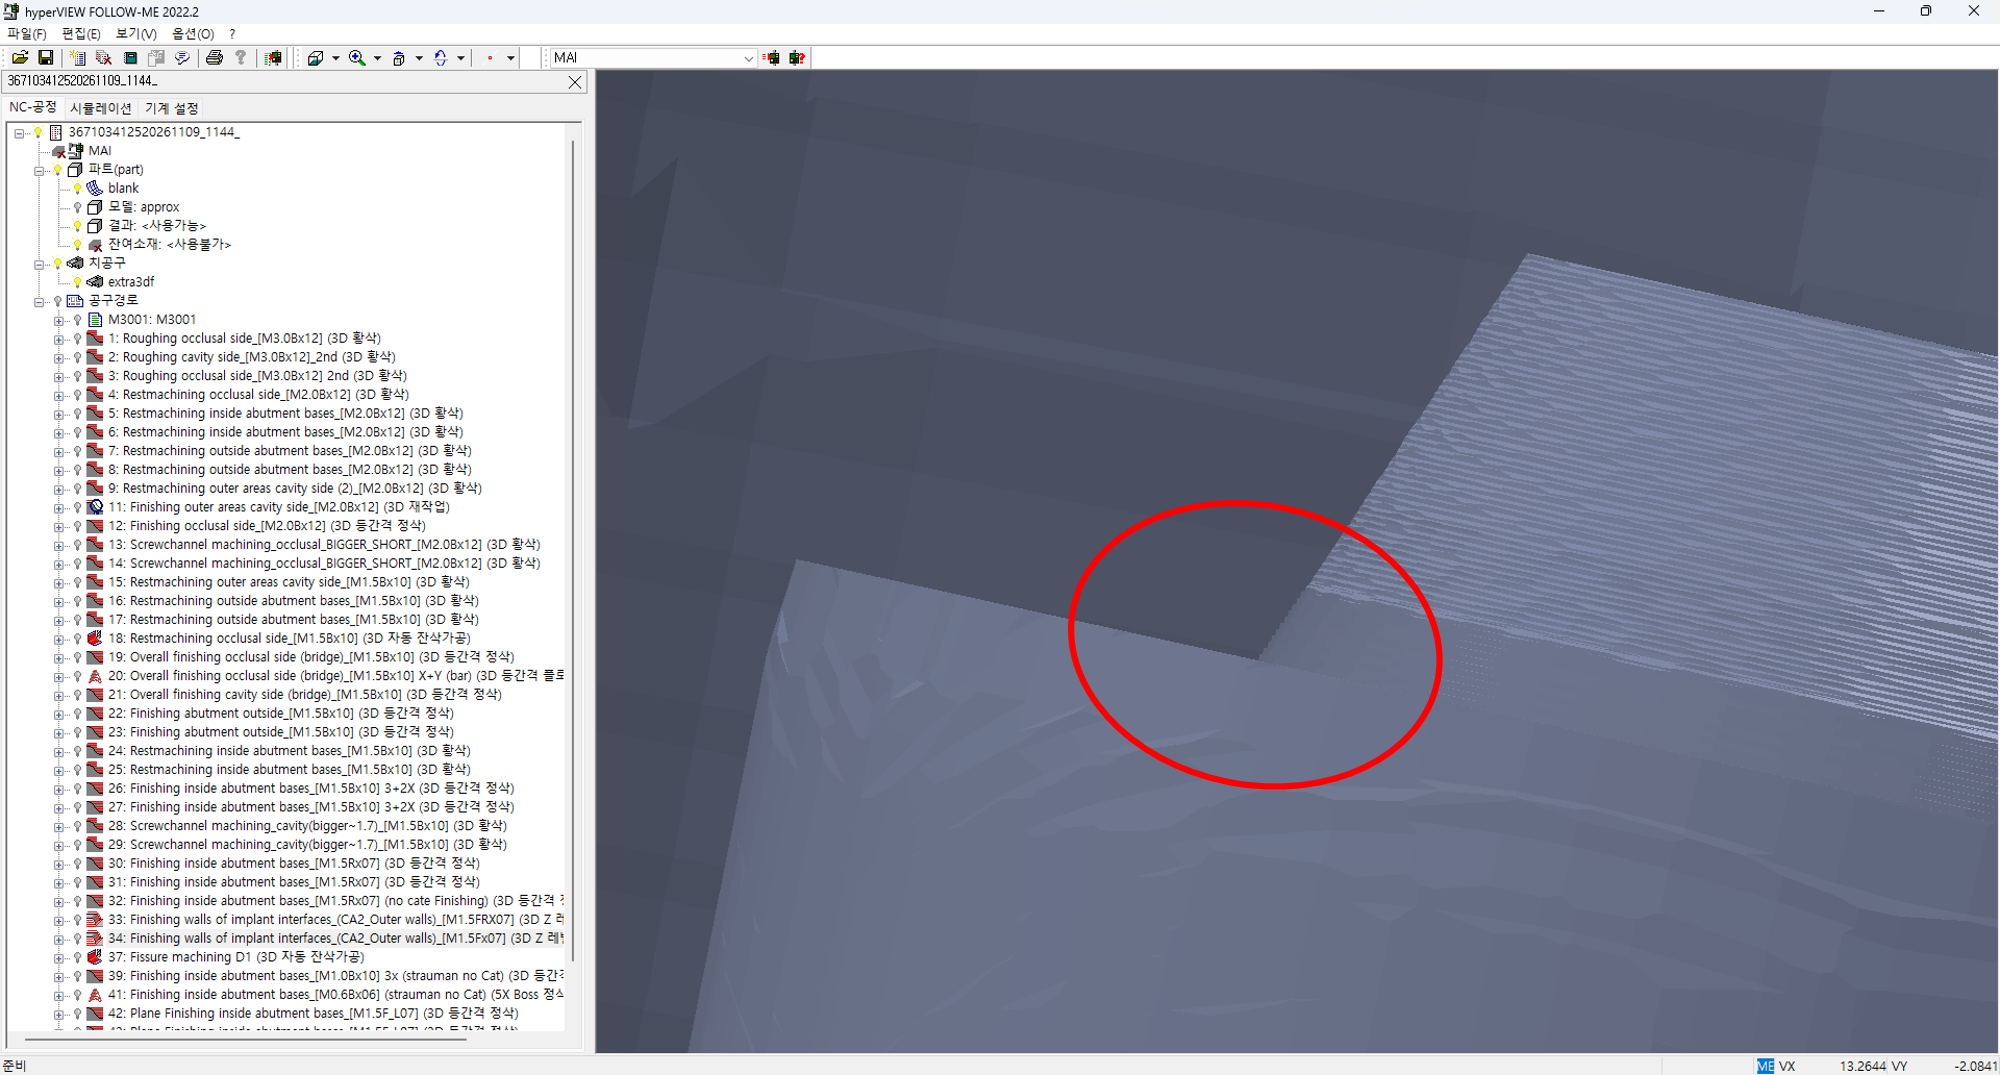 hyperVIEW FOLLOW-ME 2022.2
파일(F) 편집(E) 보기(V) 옵션(O) ?
MAI
367103412520261109_1144_
NC-공정 시뮬레이션 기계 설정
367103412520261109_1144_
MAI
파트(part)
blank
모델: approx
결과: <사용가능>
잔여소재: <사용불가>
치공구
extra3df
공구경로
M3001: M3001
1: Roughing occlusal side_[M3.0Bx12] (3D 황삭)
2: Roughing cavity side_[M3.0Bx12]_2nd (3D 황삭)
3: Roughing occlusal side_[M3.0Bx12] 2nd (3D 황삭)
4: Restmachining occlusal side_[M2.0Bx12] (3D 황삭)
5: Restmachining inside abutment bases_[M2.0Bx12] (3D 황삭)
6: Restmachining inside abutment bases_[M2.0Bx12] (3D 황삭)
7: Restmachining outside abutment bases_[M2.0Bx12] (3D 황삭)
8: Restmachining outside abutment bases_[M2.0Bx12] (3D 황삭)
9: Restmachining outer areas cavity side (2)_[M2.0Bx12] (3D 황삭)
11: Finishing outer areas cavity side_[M2.0Bx12] (3D 재작업)
12: Finishing occlusal side_[M2.0Bx12] (3D 등간격 정삭)
13: Screwchannel machining_occlusal_BIGGER_SHORT_[M2.0Bx12] (3D 황삭)
14: Screwchannel machining_occlusal_BIGGER_SHORT_[M2.0Bx12] (3D 황삭)
15: Restmachining outer areas cavity side_[M1.5Bx10] (3D 황삭)
16: Restmachining outside abutment bases_[M1.5Bx10] (3D 황삭)
17: Restmachining outside abutment bases_[M1.5Bx10] (3D 황삭)
18: Restmachining occlusal side_[M1.5Bx10] (3D 자동 잔삭가공)
19: Overall finishing occlusal side (bridge)_[M1.5Bx10] (3D 등간격 정삭)
20: Overall finishing occlusal side (bridge)_[M1.5Bx10] X+Y (bar) (3D 등간격 플로
21: Overall finishing cavity side (bridge)_[M1.5Bx10] (3D 등간격 정삭)
22: Finishing abutment outside_[M1.5Bx10] (3D 등간격 정삭)
23: Finishing abutment outside_[M1.5Bx10] (3D 등간격 정삭)
24: Restmachining inside abutment bases_[M1.5Bx10] (3D 황삭)
25: Restmachining inside abutment bases_[M1.5Bx10] (3D 황삭)
26: Finishing inside abutment bases_[M1.5Bx10] 3+2X (3D 등간격 정삭)
27: Finishing inside abutment bases_[M1.5Bx10] 3+2X (3D 등간격 정삭)
28: Screwchannel machining_cavity(bigger~1.7)_[M1.5Bx10] (3D 황삭)
29: Screwchannel machining_cavity(bigger~1.7)_[M1.5Bx10] (3D 황삭)
30: Finishing inside abutment bases_[M1.5Rx07] (3D 등간격 정삭)
31: Finishing inside abutment bases_[M1.5Rx07] (3D 등간격 정삭)
32: Finishing inside abutment bases_[M1.5Rx07] (no cate Finishing) (3D 등간격
33: Finishing walls of implant interfaces_(CA2_Outer walls)_[M1.5FRX07] (3D Z
34: Finishing walls of implant interfaces_(CA2_Outer walls)_[M1.5Fx07] (3D Z
37: Fissure machining D1 (3D 자동 잔삭가공)
39: Finishing inside abutment bases_[M1.0Bx10] 3x (strauman no Cat) (3D 등간격
41: Finishing inside abutment bases_[M0.6Bx06] (strauman no Cat) (5X Boss 정삭
42: Plane Finishing inside abutment bases_[M1.5F_L07] (3D 등간격 정삭)
준비
ME VX 13.2644 VY -2.0841